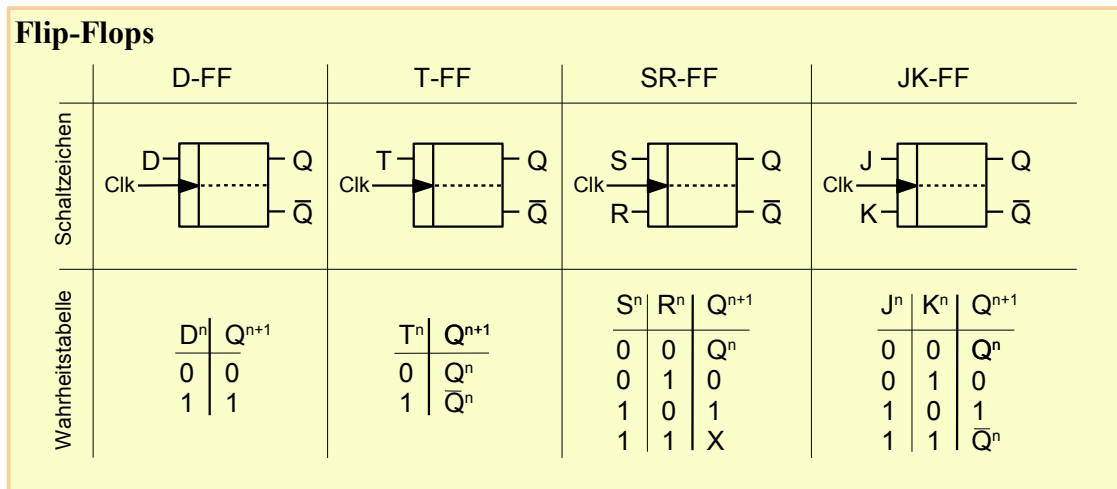 Flip-Flops
D-FF T-FF SR-FF JK-FF
Schaltzeichen
D Clk Q Q̅
T Clk Q Q̅
S Clk R Q Q̅
J Clk K Q Q̅
Wahrheitstabelle
Dⁿ Qⁿ⁺¹
0 0
1 1
Tⁿ Qⁿ⁺¹
0 Qⁿ
1 Q̅ⁿ
Sⁿ Rⁿ Qⁿ⁺¹
0 0 Qⁿ
0 1 0
1 0 1
1 1 X
Jⁿ Kⁿ Qⁿ⁺¹
0 0 Qⁿ
0 1 0
1 0 1
1 1 Q̅ⁿ